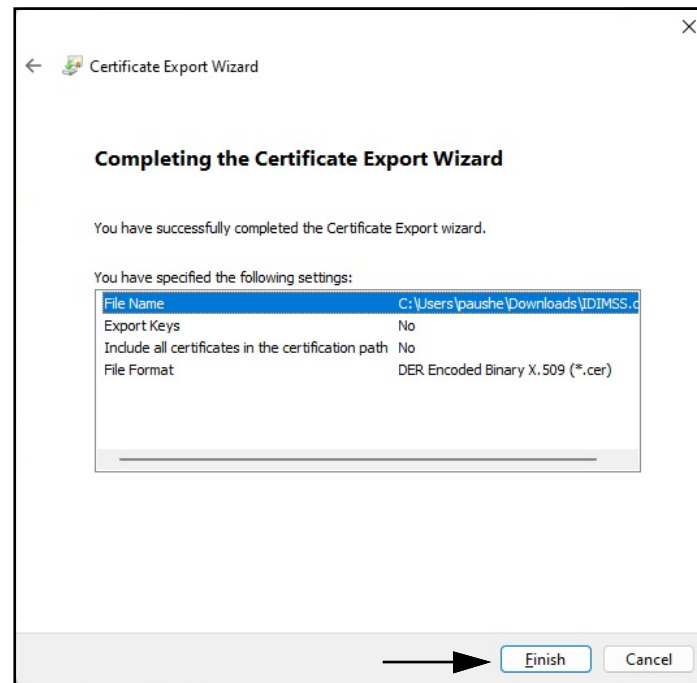 Certificate Export Wizard
Completing the Certificate Export Wizard
You have successfully completed the Certificate Export wizard.
You have specified the following settings:
File Name C:\Users\paushe\Downloads\IDIMSS.c
Export Keys No
Include all certificates in the certification path No
File Format DER Encoded Binary X.509 (*.cer)
Finish Cancel